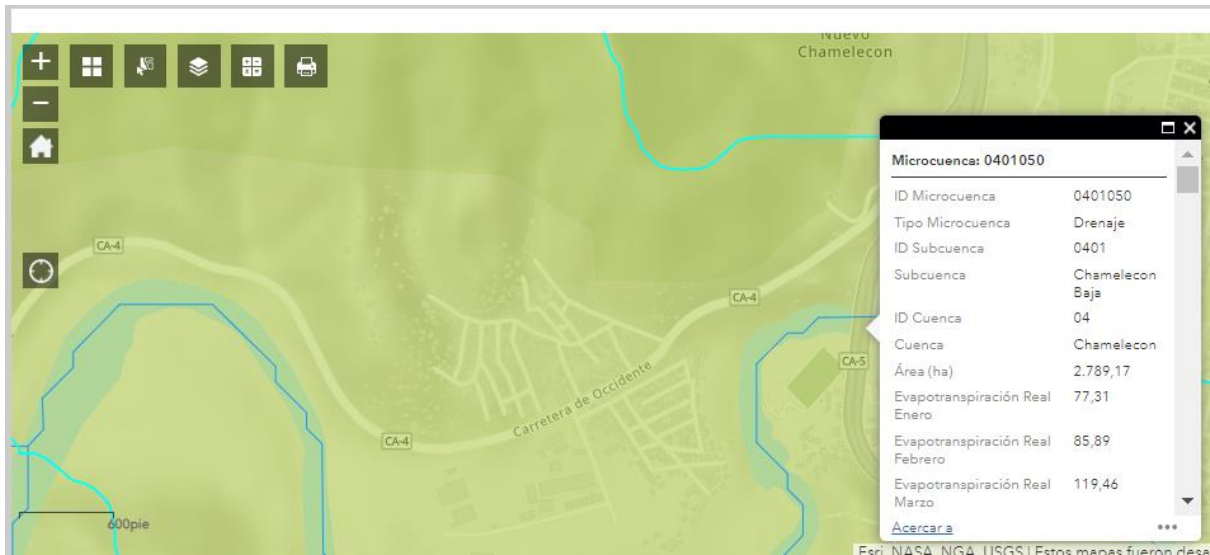 Nuevo
Chamelecon
Microcuenca: 0401050
ID Microcuenca 0401050
Tipo Microcuenca Drenaje
ID Subcuenca 0401
Subcuenca Chamelecon
Baja
ID Cuenca 04
Cuenca Chamelecon
Área (ha) 2.789,17
Evapotranspiración Real 77,31
Enero
Evapotranspiración Real 85,89
Febrero
Evapotranspiración Real 119,46
Marzo
Acercar a
CA-4
CA-4
CA-5
Carretera de Occidente
CA-4
600pie
Esri, NASA, NGA, USGS | Estos mapas fueron desa